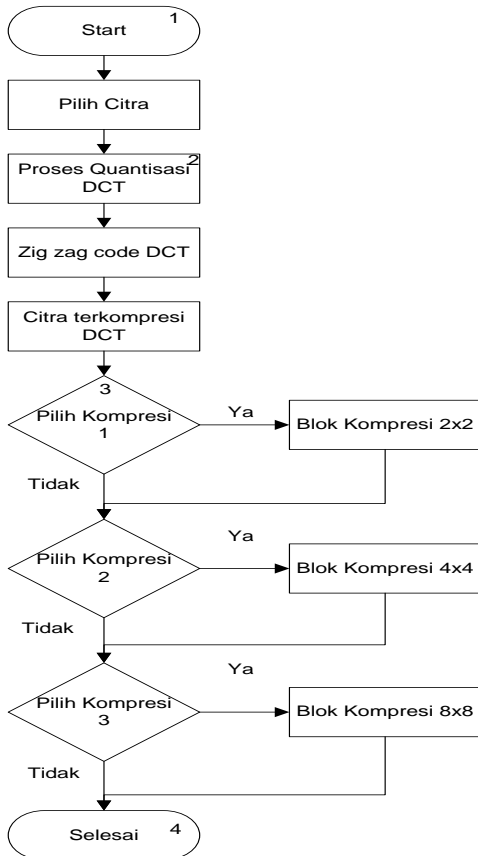 1
Start
Pilih Citra
2
Proses Quantisasi
DCT
Zig zag code DCT
Citra terkompresi
DCT
3
Pilih Kompresi
1
Ya
Blok Kompresi 2x2
Tidak
Pilih Kompresi
2
Ya
Blok Kompresi 4x4
Tidak
Pilih Kompresi
3
Ya
Blok Kompresi 8x8
Tidak
Selesai 4